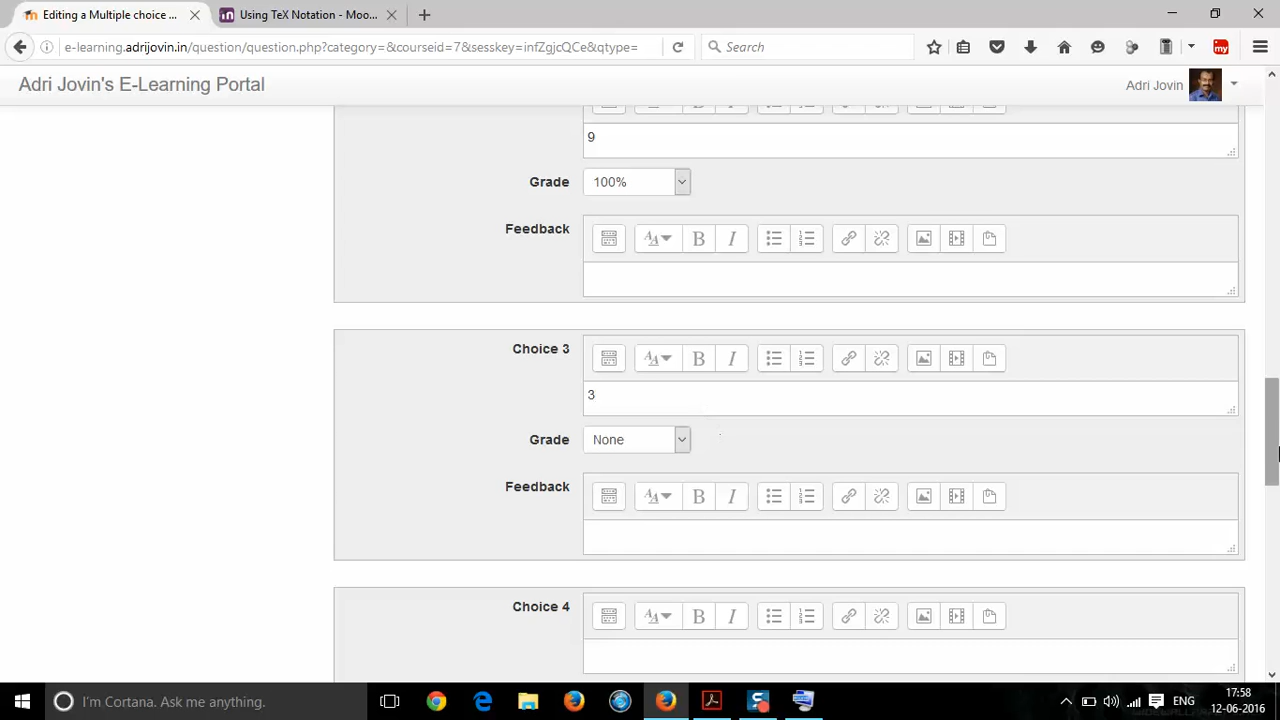 Editing a Multiple choice ...
Using TeX Notation - Moo...
e-learning.adrijovin.in/question/question.php?category=&courseid=7&sesskey=infZgJcQCe&qtype=
Search
my
Adri Jovin's E-Learning Portal
Adri Jovin
9
Grade
100%
Feedback
B I
Choice 3
B I
3
Grade
None
Feedback
B I
Choice 4
B I
I'm Cortana. Ask me anything.
ENG
17:58
12-06-2016